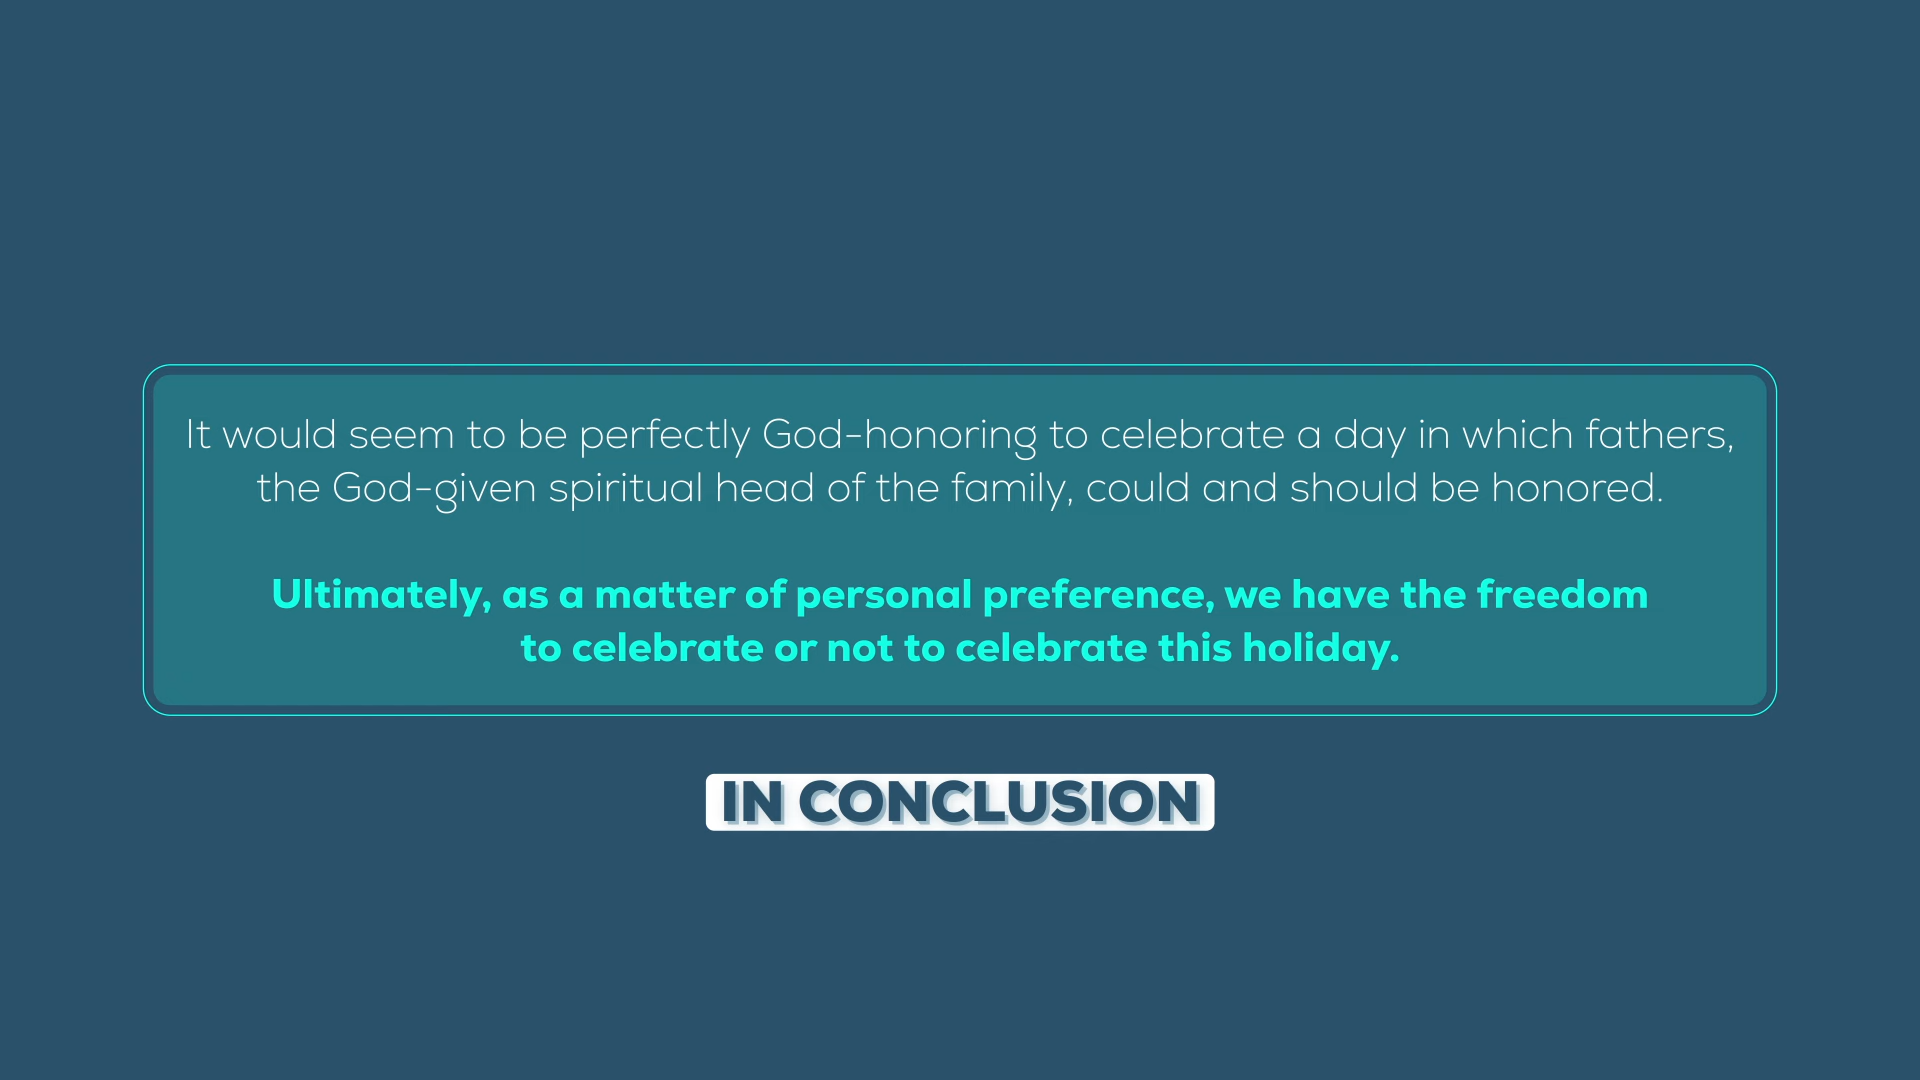 It would seem to be perfectly God-honoring to celebrate a day in which fathers,
the God-given spiritual head of the family, could and should be honored.
Ultimately, as a matter of personal preference, we have the freedom
to celebrate or not to celebrate this holiday.
IN CONCLUSION